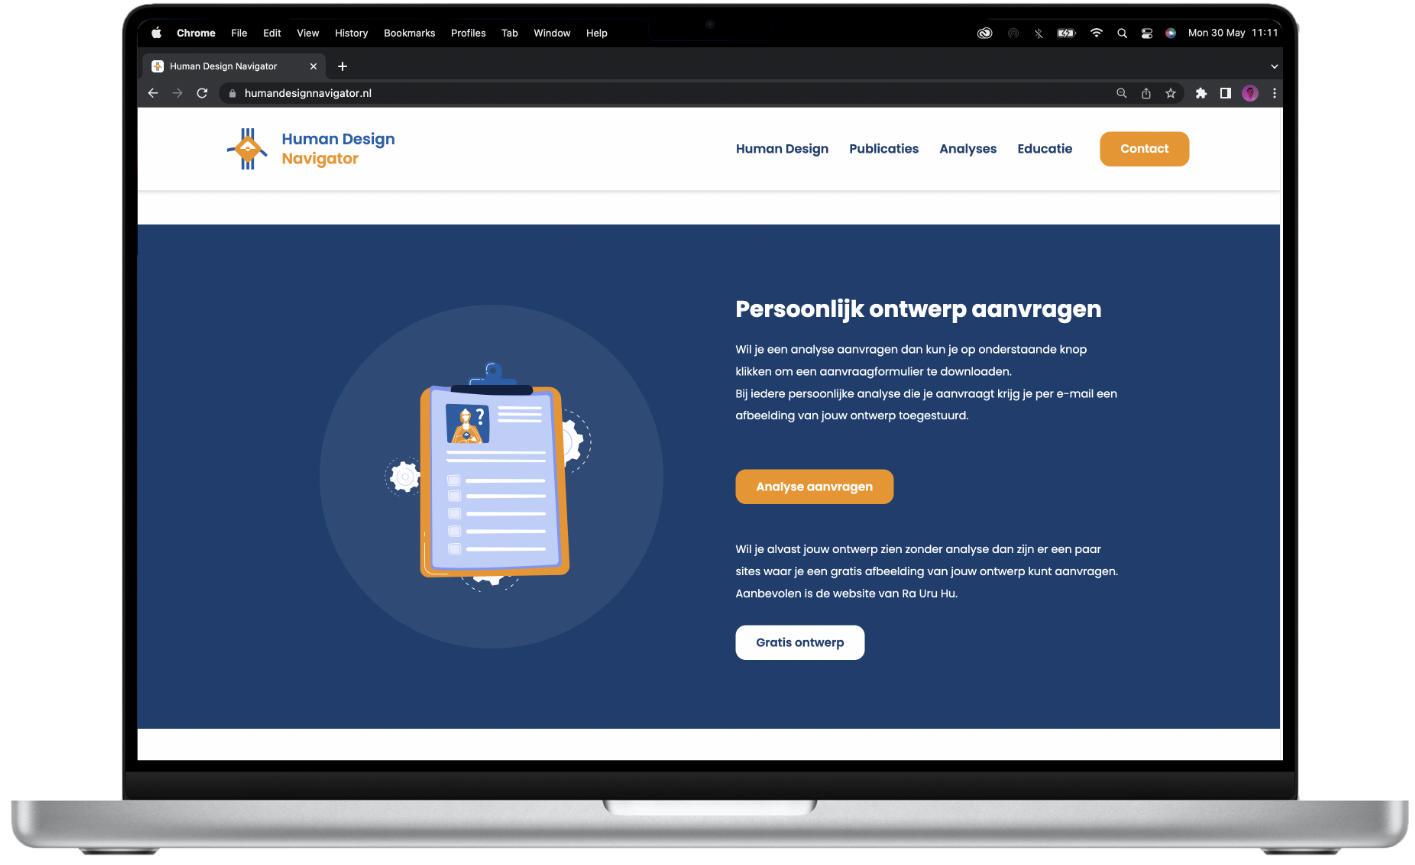 Chrome File Edit View History Bookmarks Profiles Tab Window Help Mon 30 May 11:11
Human Design Navigator
humandesignnavigator.nl
Human Design
Navigator
Human Design Publicaties Analyses Educatie Contact
Persoonlijk ontwerp aanvragen
Wil je een analyse aanvragen dan kun je op onderstaande knop
klikken om een aanvraagformulier te downloaden.
Bij iedere persoonlijke analyse die je aanvraagt krijg je per e-mail een
afbeelding van jouw ontwerp toegestuurd.
?
Analyse aanvragen
Wil je alvast jouw ontwerp zien zonder analyse dan zijn er een paar
sites waar je een gratis afbeelding van jouw ontwerp kunt aanvragen.
Aanbevolen is de website van Ra Uru Hu.
Gratis ontwerp